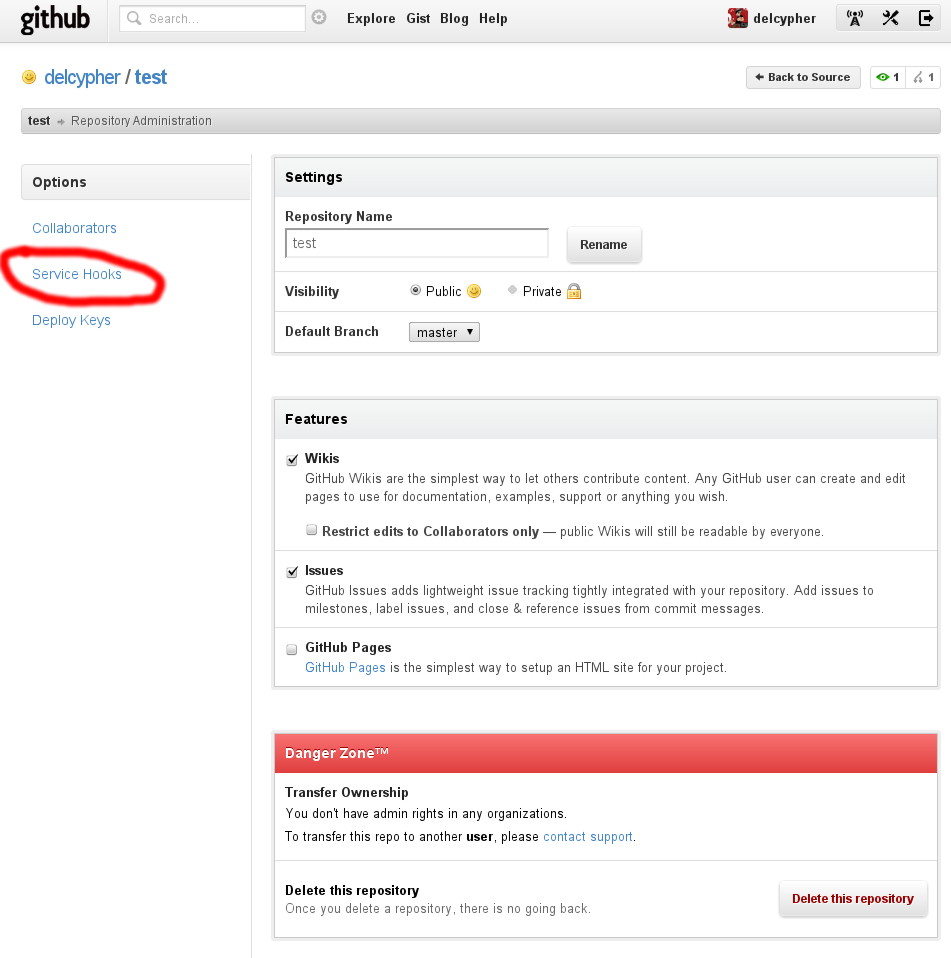 github Search... Explore Gist Blog Help delcypher
delcypher / test Back to Source 1 1
test Repository Administration
Options
Collaborators
Service Hooks
Deploy Keys
Settings
Repository Name
test Rename
Visibility Public Private
Default Branch master
Features
Wikis
GitHub Wikis are the simplest way to let others contribute content. Any GitHub user can create and edit
pages to use for documentation, examples, support or anything you wish.
Restrict edits to Collaborators only — public Wikis will still be readable by everyone.
Issues
GitHub Issues adds lightweight issue tracking tightly integrated with your repository. Add issues to
milestones, label issues, and close & reference issues from commit messages.
GitHub Pages
GitHub Pages is the simplest way to setup an HTML site for your project.
Danger Zone™
Transfer Ownership
You don't have admin rights in any organizations.
To transfer this repo to another user, please contact support.
Delete this repository
Once you delete a repository, there is no going back.
Delete this repository